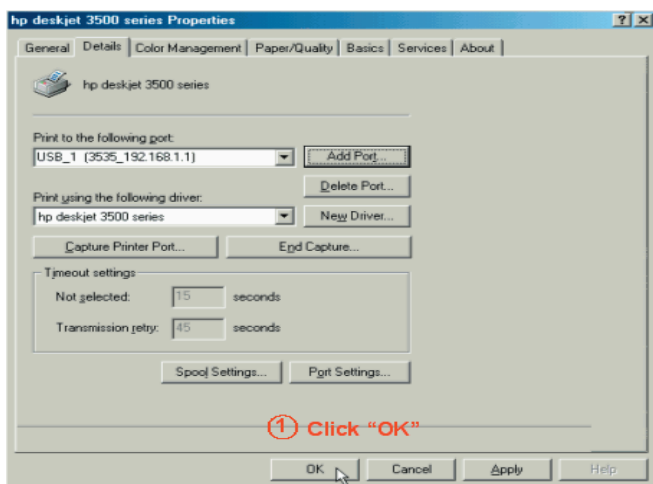 hp deskjet 3500 series Properties
General Details Color Management Paper/Quality Basics Services About
hp deskjet 3500 series
Print to the following port:
USB_1 (3535_192.168.1.1) Add Port...
Delete Port...
Print using the following driver:
hp deskjet 3500 series New Driver...
Capture Printer Port... End Capture...
Timeout settings
Not selected: 15 seconds
Transmission retry: 45 seconds
Spool Settings... Port Settings...
1 Click “OK”
OK Cancel Apply Help